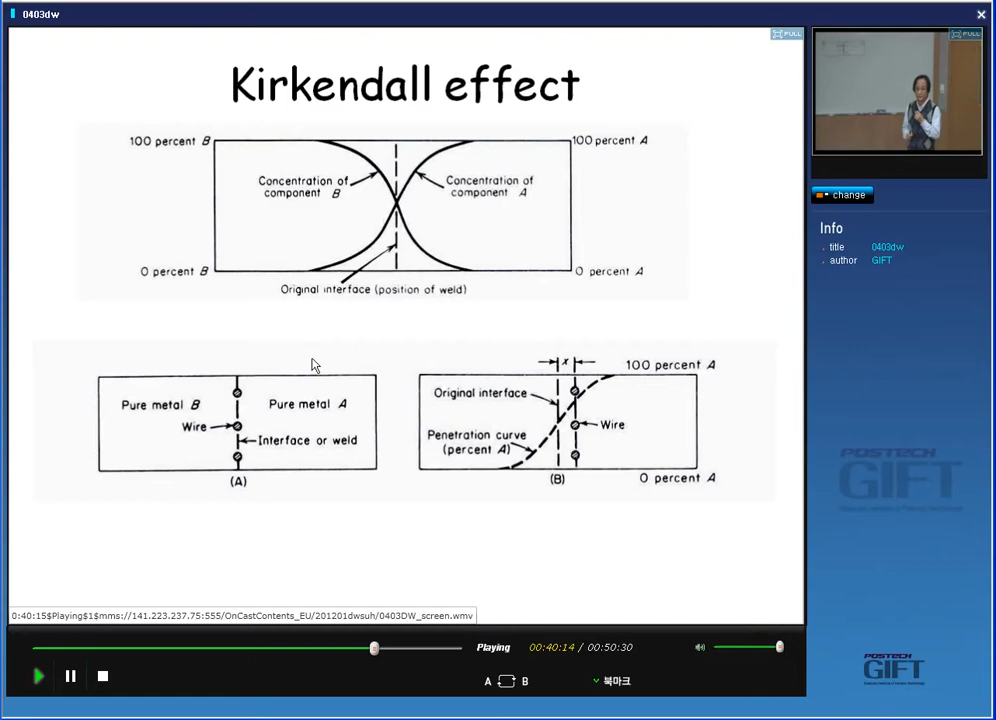 0403dw
FULL
FULL
Kirkendall effect
100 percent B
100 percent A
Concentration of
component B
Concentration of
component A
0 percent B
0 percent A
Original interface (position of weld)
Pure metal B
Pure metal A
Wire
Interface or weld
(A)
x
100 percent A
Original interface
Wire
Penetration curve
(percent A)
(B)
0 percent A
0:40:15$Playing$1$mms://141.223.237.75:555/OnCastContents_EU/201201dwsuh/0403DW_screen.wmv
Playing
00:40:14 / 00:50:30
A B
북마크
change
Info
. title 0403dw
. author GIFT
POSTECH
GIFT
POSTECH
GIFT